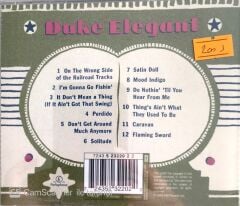 Duke Elegant
1 On The Wrong Side
of the Railroad Tracks
2 I'm Gonna Go Fishin'
3 It Don't Mean a Thing
(If It Ain't Got That Swing)
4 Perdido
5 Don't Get Around
Much Anymore
6 Solitude
7 Satin Doll
8 Mood Indigo
9 Do Nothin' 'Till You
Hear From Me
10 Thing's Ain't What
They Used To Be
11 Caravan
12 Flaming Sword
CamScanner